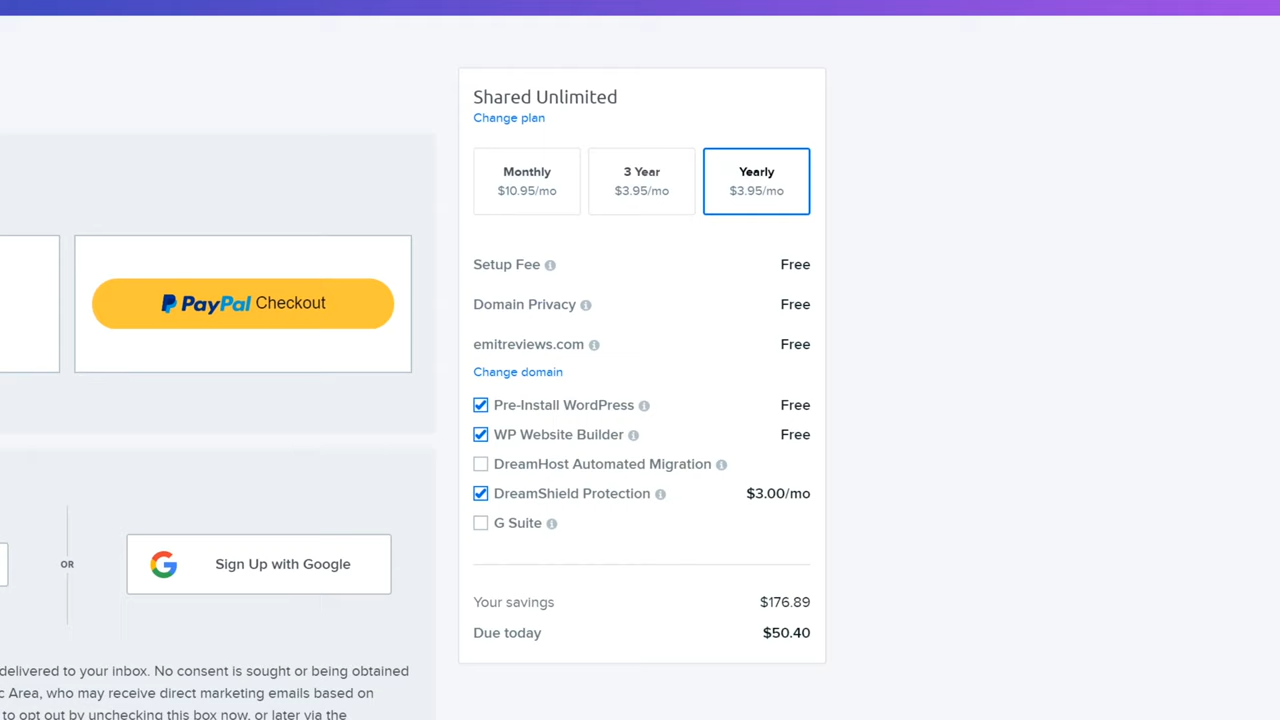 Shared Unlimited
Change plan
Monthly
$10.95/mo
3 Year
$3.95/mo
Yearly
$3.95/mo
Setup Fee
Free
Domain Privacy
Free
emitreviews.com
Free
Change domain
Pre-Install WordPress
Free
WP Website Builder
Free
DreamHost Automated Migration
DreamShield Protection
$3.00/mo
G Suite
Your savings
$176.89
Due today
$50.40
PayPal Checkout
OR
Sign Up with Google
delivered to your inbox. No consent is sought or being obtained
c Area, who may receive direct marketing emails based on
to opt out by unchecking this box now, or later via the